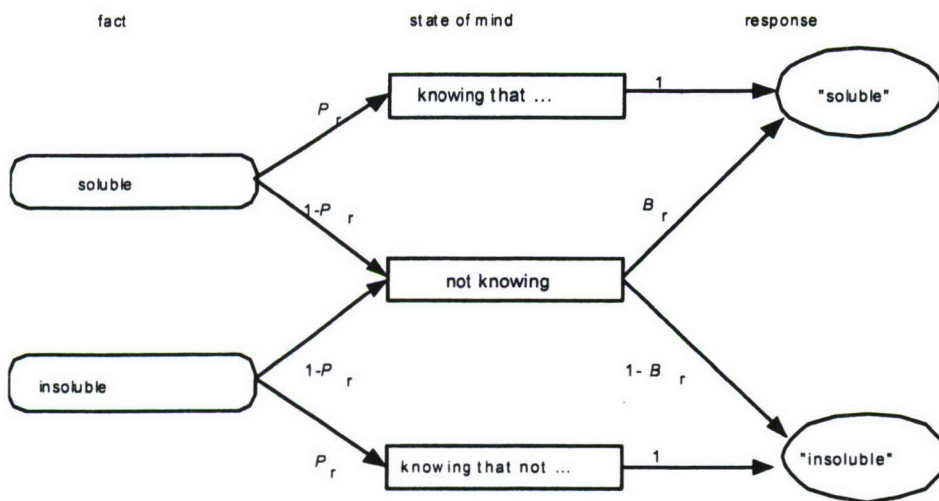 fact state of mind response
knowing that ... 1 "soluble"
P r
soluble
1-P r B r
not knowing
insoluble 1-P r 1- B r
P r knowing that not ... 1 "insoluble"